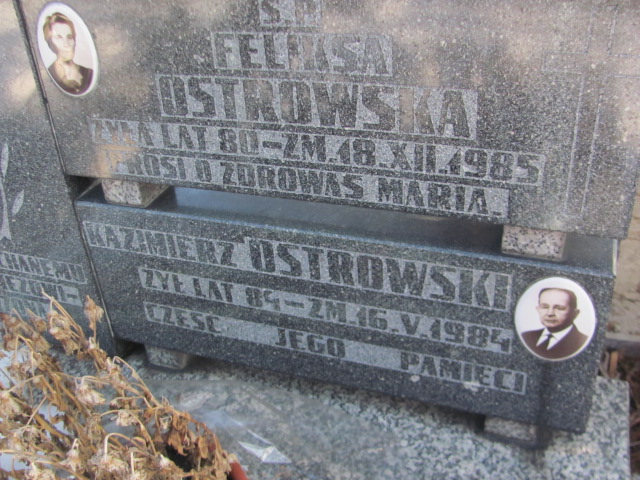 Ś.P.
FELIKSA
OSTROWSKA
ŻYŁA LAT 80-ZM.18.XII.1985
PROSI O ZDROWAŚ MARIA.
KAZIMIERZ OSTROWSKI
ŻYŁ LAT 84-ZM.16.V.1984
CZEŚĆ JEGO PAMIĘCI